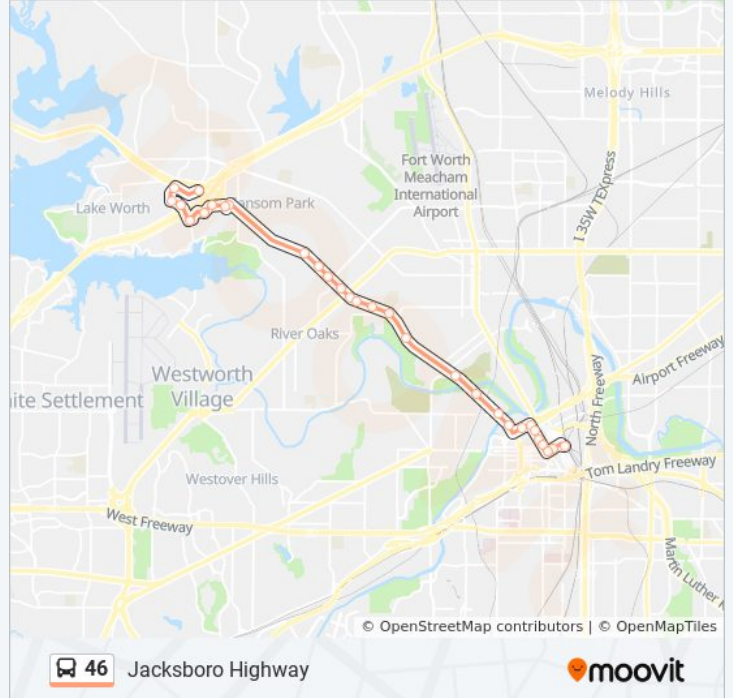 Melody Hills
Fort Worth
Meacham
International
Airport
I 35W TEXpress
Lake Worth
ansom Park
River Oaks
Westworth
Village
ite Settlement
Airport Freeway
North Freeway
Westover Hills
Tom Landry Freeway
West Freeway
Martin Luther K
© OpenStreetMap contributors | © OpenMapTiles
46 Jacksboro Highway
moovit